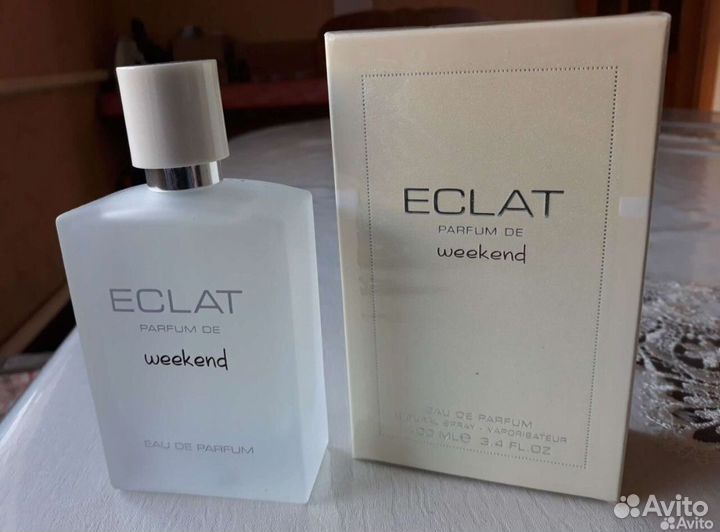 ECLAT
PARFUM DE
weekend
EAU DE PARFUM
ECLAT
PARFUM DE
weekend
EAU DE PARFUM
NATURAL SPRAY - VAPORISATEUR
100 ML℮ 3.4 FL.OZ
Avito
Avito